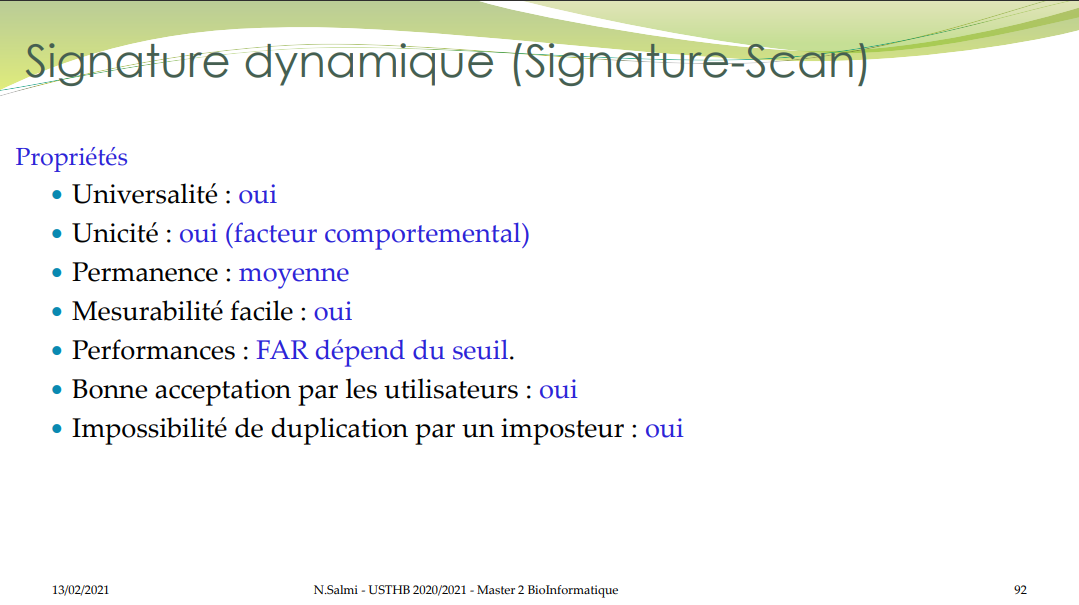 Signature dynamique (Signature-Scan)
Propriétés
• Universalité : oui
• Unicité : oui (facteur comportemental)
• Permanence : moyenne
• Mesurabilité facile : oui
• Performances : FAR dépend du seuil.
• Bonne acceptation par les utilisateurs : oui
• Impossibilité de duplication par un imposteur : oui
13/02/2021 N.Salmi - USTHB 2020/2021 - Master 2 BioInformatique 92